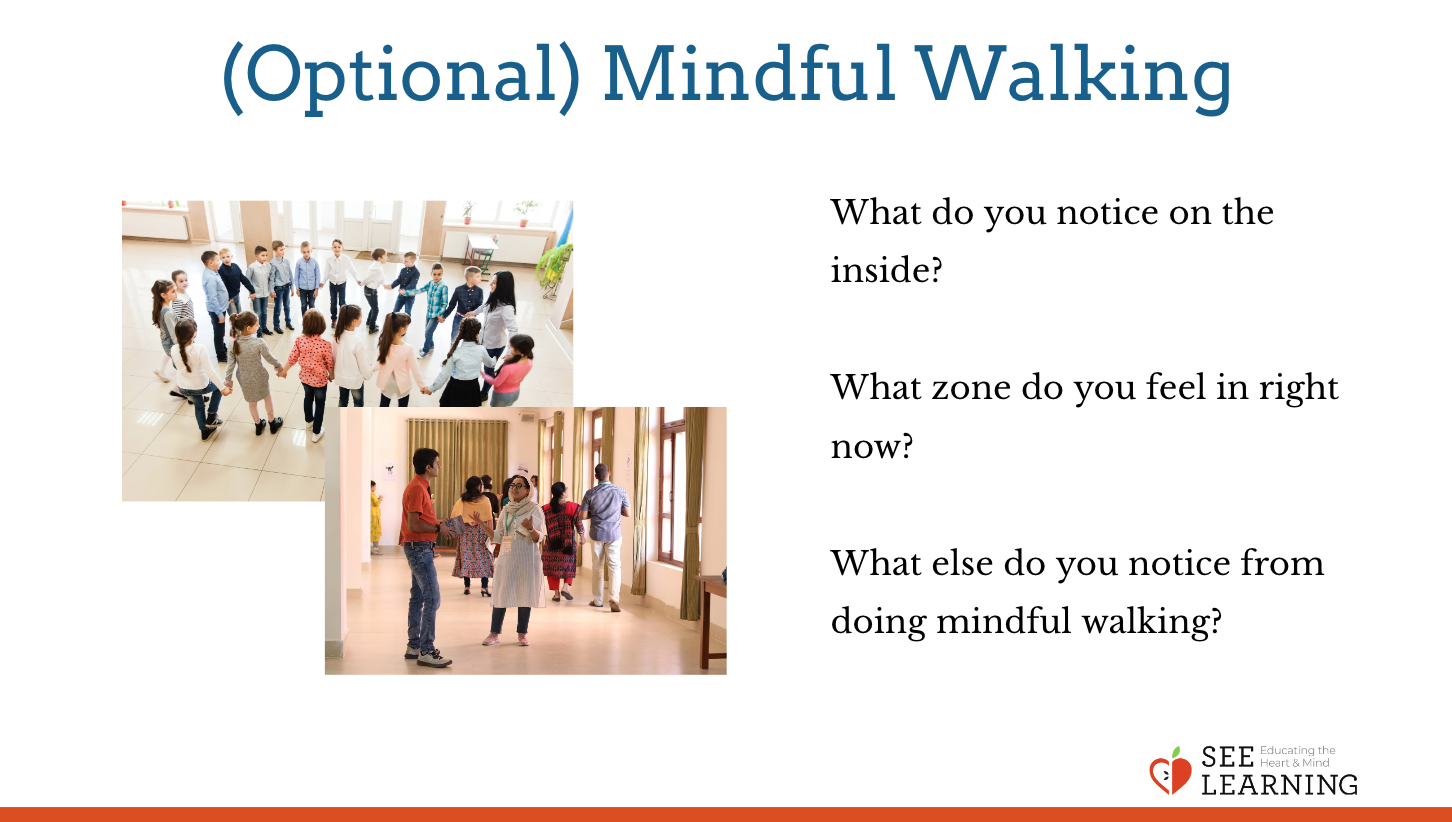 (Optional) Mindful Walking
What do you notice on the
inside?
What zone do you feel in right
now?
What else do you notice from
doing mindful walking?
SEE Educating the
Heart & Mind
LEARNING